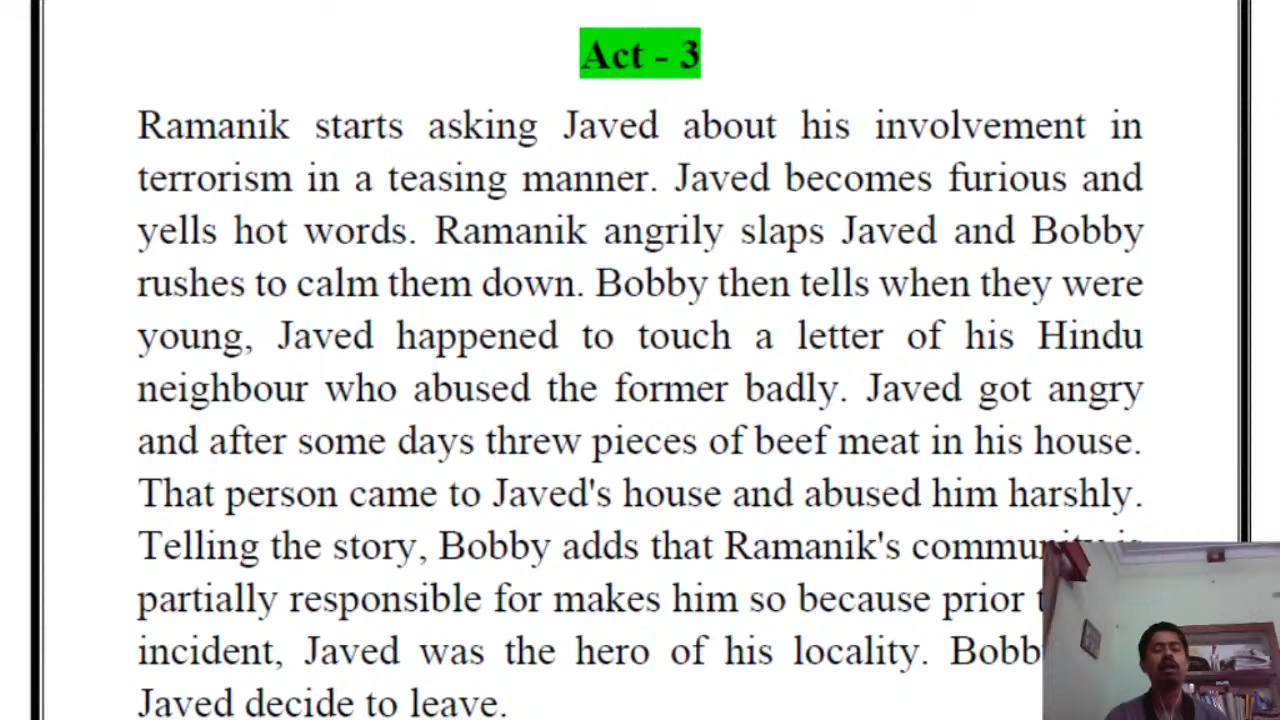 Act - 3
Ramanik starts asking Javed about his involvement in
terrorism in a teasing manner. Javed becomes furious and
yells hot words. Ramanik angrily slaps Javed and Bobby
rushes to calm them down. Bobby then tells when they were
young, Javed happened to touch a letter of his Hindu
neighbour who abused the former badly. Javed got angry
and after some days threw pieces of beef meat in his house.
That person came to Javed's house and abused him harshly.
Telling the story, Bobby adds that Ramanik's community is
partially responsible for makes him so because prior
incident, Javed was the hero of his locality.
Javed decide to leave.